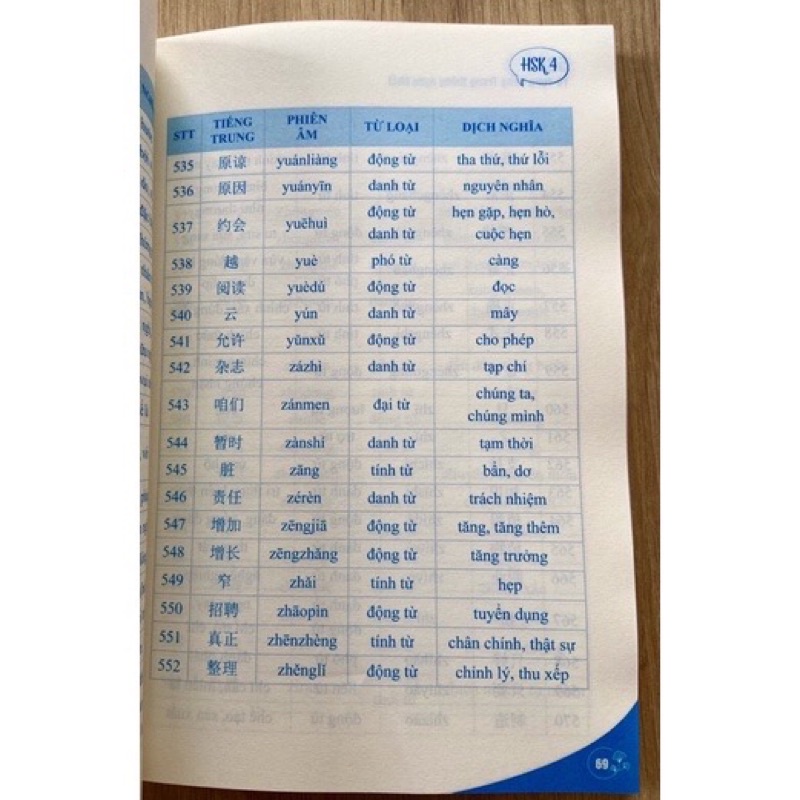 HSK 4
STT TIẾNG TRUNG PHIÊN ÂM TỪ LOẠI DỊCH NGHĨA
535 原谅 yuánliàng động từ tha thứ, thứ lỗi
536 原因 yuányīn danh từ nguyên nhân
537 约会 yuēhuì động từ danh từ hẹn gặp, hẹn hò, cuộc hẹn
538 越 yuè phó từ càng
539 阅读 yuèdú động từ đọc
540 云 yún danh từ mây
541 允许 yǔnxǔ động từ cho phép
542 杂志 zázhì danh từ tạp chí
543 咱们 zánmen đại từ chúng ta, chúng mình
544 暂时 zànshí danh từ tạm thời
545 脏 zāng tính từ bẩn, dơ
546 责任 zérèn danh từ trách nhiệm
547 增加 zēngjiā động từ tăng, tăng thêm
548 增长 zēngzhǎng động từ tăng trưởng
549 窄 zhǎi tính từ hẹp
550 招聘 zhāopìn động từ tuyển dụng
551 真正 zhēnzhèng tính từ chân chính, thật sự
552 整理 zhěnglǐ động từ chỉnh lý, thu xếp
69